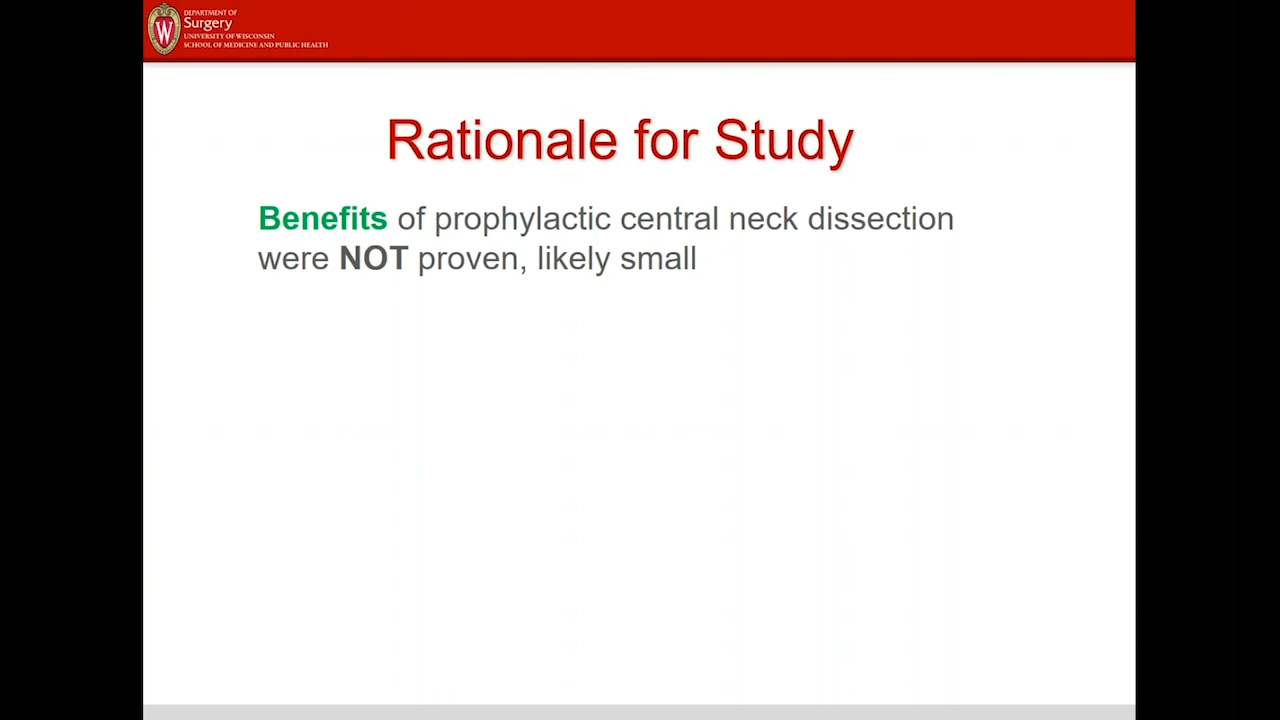 W
DEPARTMENT OF
Surgery
UNIVERSITY OF WISCONSIN
SCHOOL OF MEDICINE AND PUBLIC HEALTH
Rationale for Study
Benefits of prophylactic central neck dissection
were NOT proven, likely small